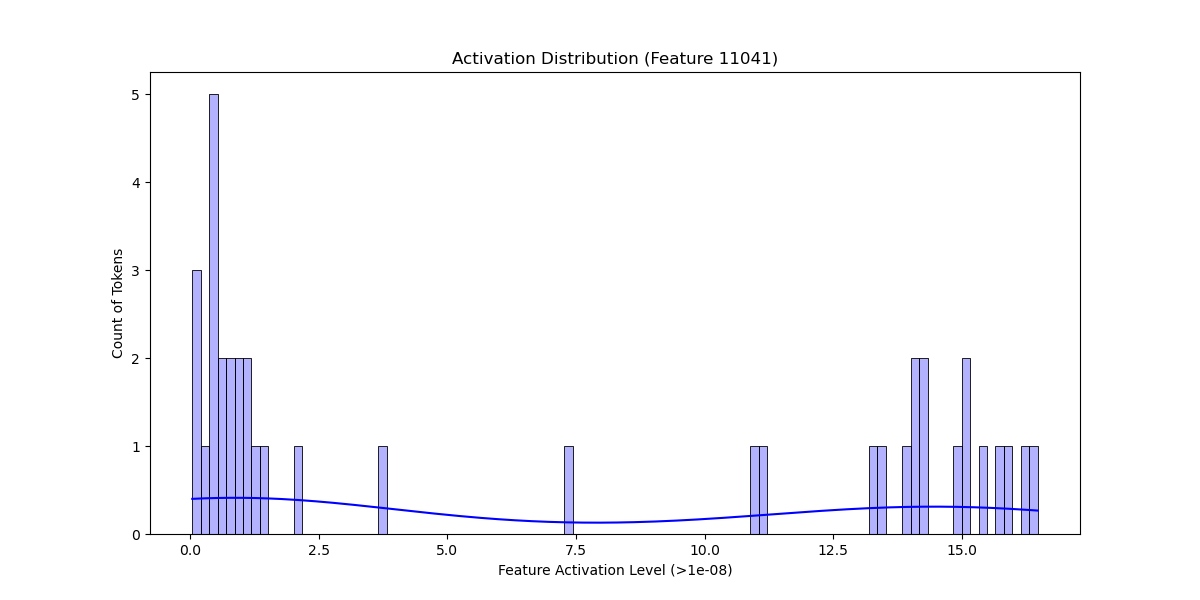 Activation Distribution (Feature 11041)
5
4
3
2
1
0
Count of Tokens
0.0 2.5 5.0 7.5 10.0 12.5 15.0
Feature Activation Level (>1e-08)